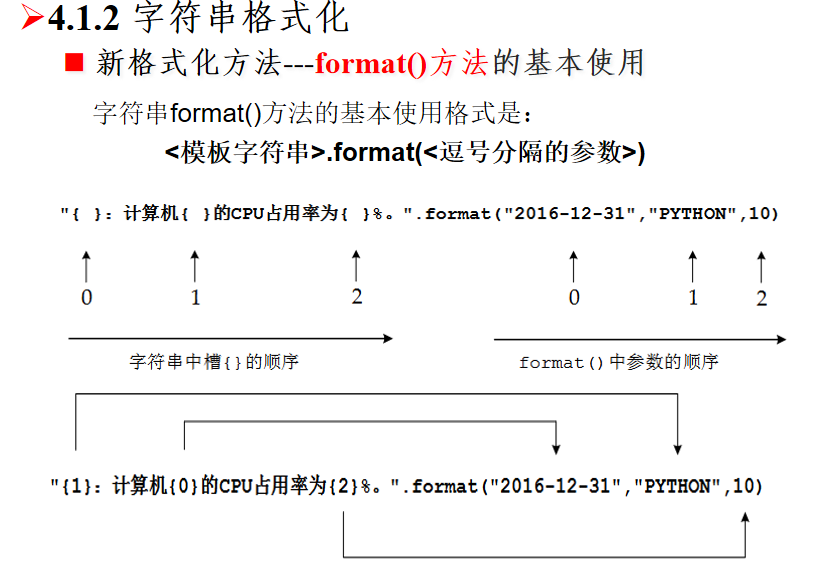 ➢4.1.2 字符串格式化
■ 新格式化方法---format()方法的基本使用
字符串format()方法的基本使用格式是：
<模板字符串>.format(<逗号分隔的参数>)
"{ }：计算机{ }的CPU占用率为{ }%。".format("2016-12-31","PYTHON",10)
0 1 2 0 1 2
字符串中槽{}的顺序 format()中参数的顺序
"{1}：计算机{0}的CPU占用率为{2}%。".format("2016-12-31","PYTHON",10)